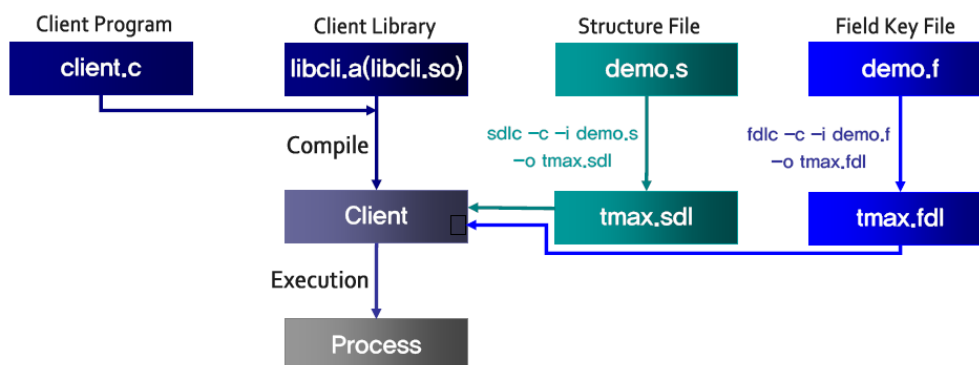 Client Program
Client Library
Structure File
Field Key File
client.c
libcli.a(libcli.so)
demo.s
demo.f
sdlc -c -i demo.s
-o tmax.sdl
fdlc -c -i demo.f
-o tmax.fdl
Compile
Client
tmax.sdl
tmax.fdl
Execution
Process